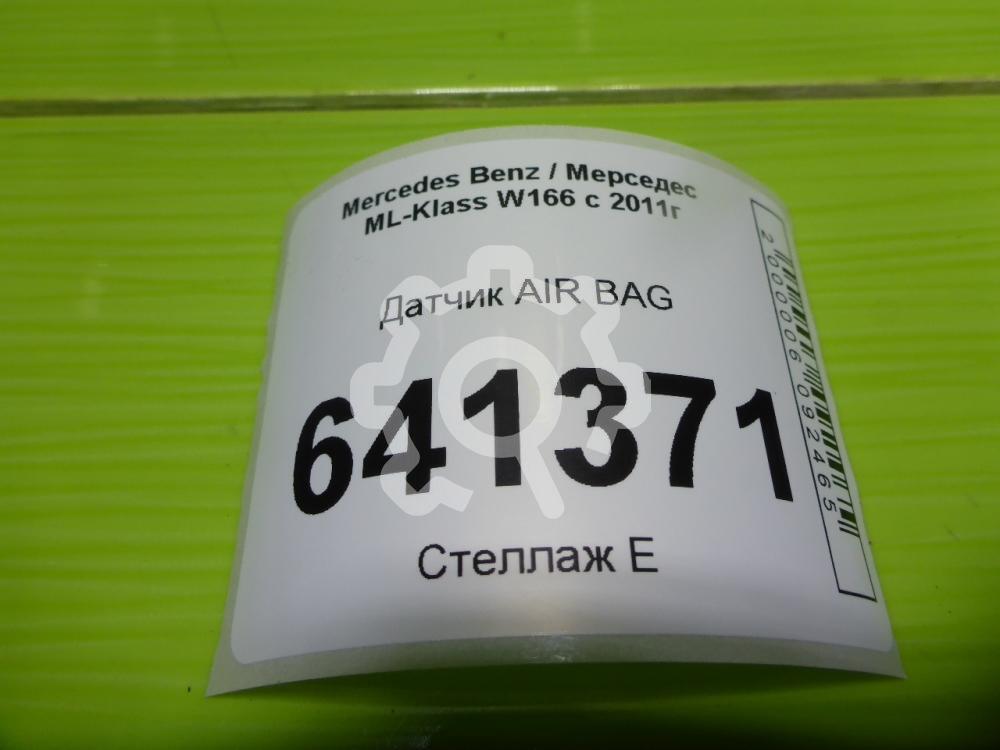 Mercedes Benz / Мерседес
ML-Klass W166 с 2011г
Датчик AIR BAG
641371
Стеллаж Е
2000006092465